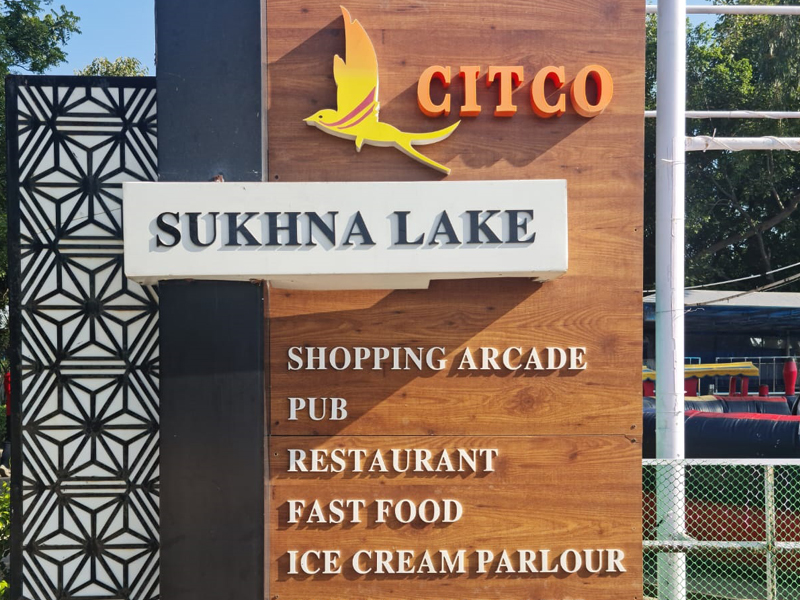 CITCO
SUKHNA LAKE
SHOPPING ARCADE
PUB
RESTAURANT
FAST FOOD
ICE CREAM PARLOUR